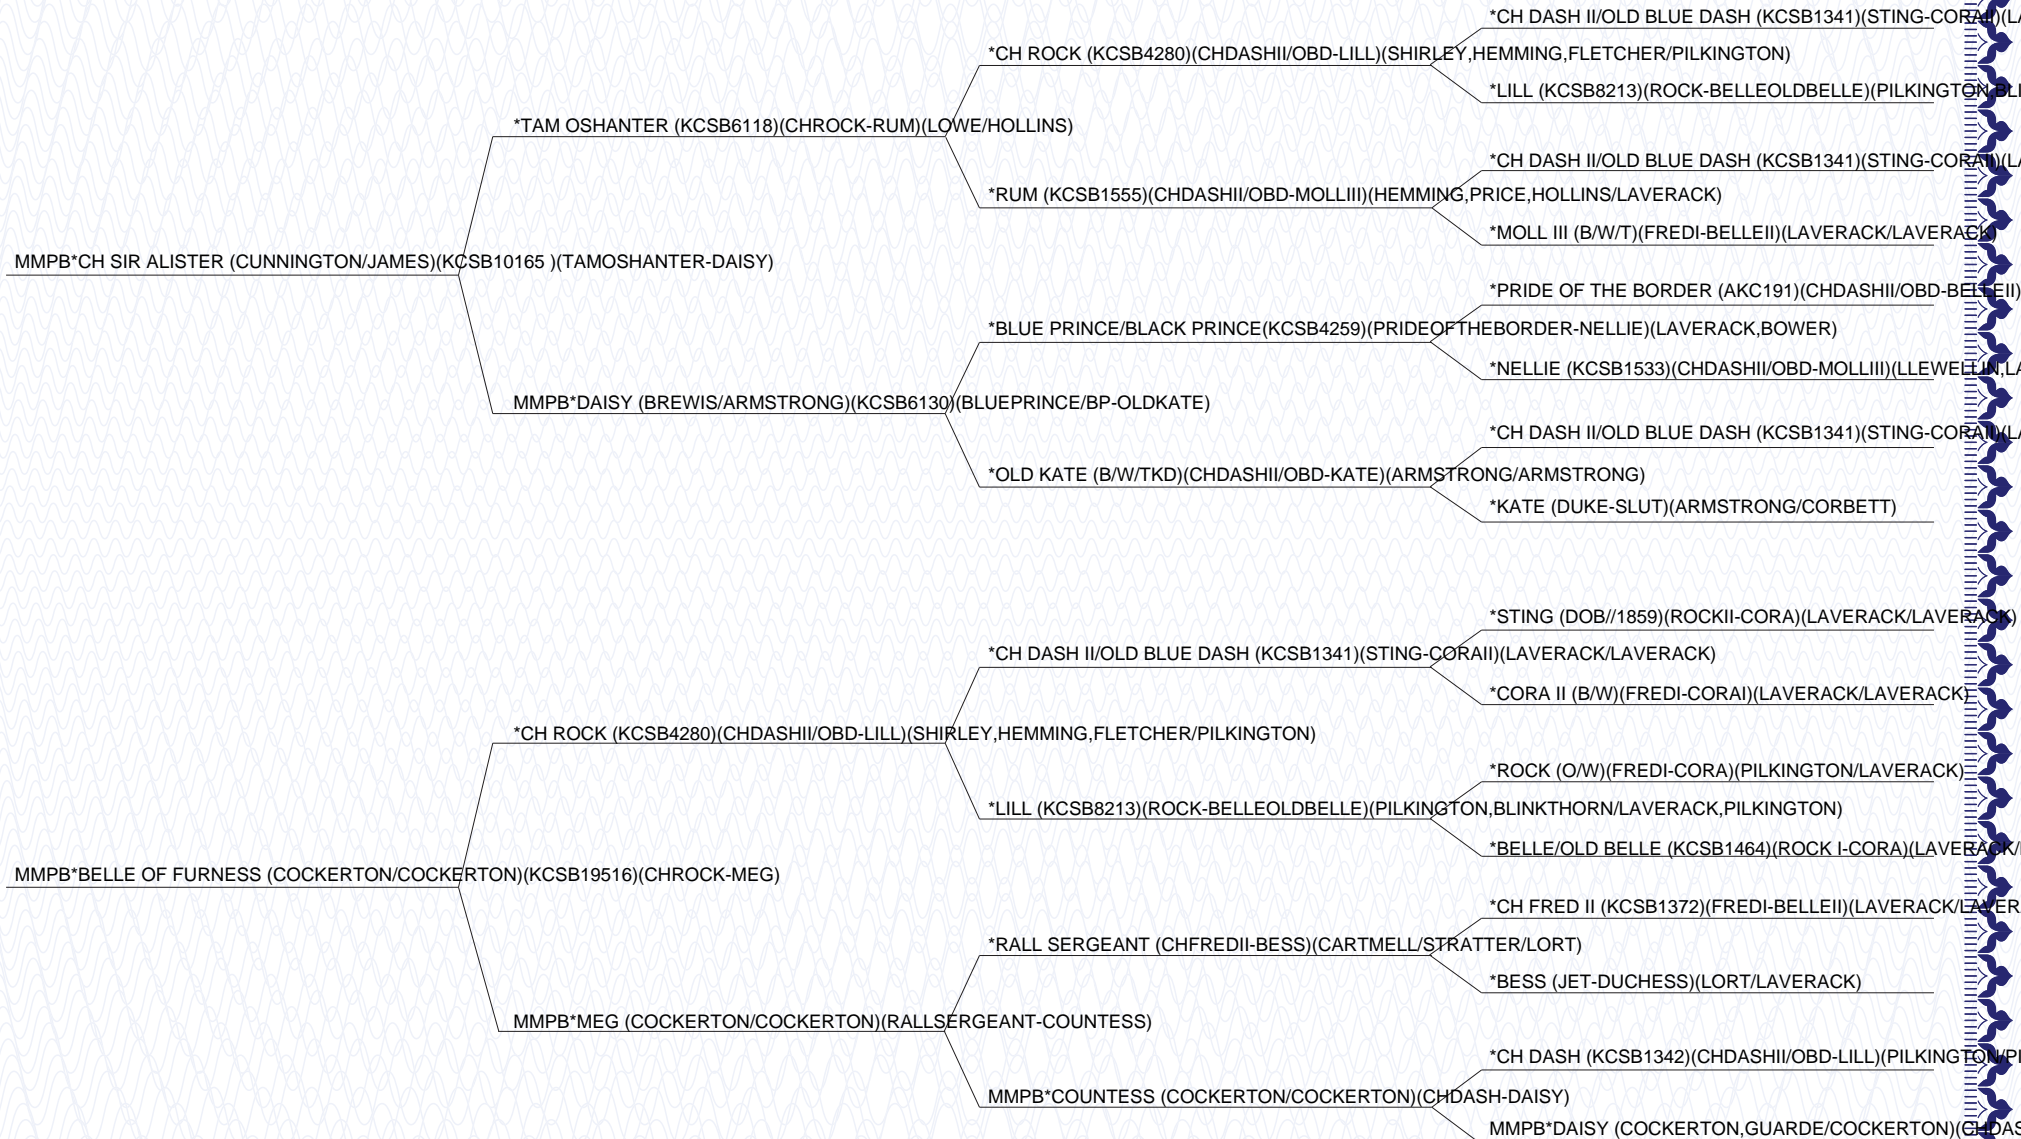 *CH DASH II/OLD BLUE DASH (KCSB1341)(STING-CORAII)(LA
*CH ROCK (KCSB4280)(CHDASHII/OBD-LILL)(SHIRLEY,HEMMING,FLETCHER/PILKINGTON)
*LILL (KCSB8213)(ROCK-BELLEOLDBELLE)(PILKINGTON,BLI
*TAM OSHANTER (KCSB6118)(CHROCK-RUM)(LOWE/HOLLINS)
*CH DASH II/OLD BLUE DASH (KCSB1341)(STING-CORAII)(LA
*RUM (KCSB1555)(CHDASHII/OBD-MOLLIII)(HEMMING,PRICE,HOLLINS/LAVERACK)
*MOLL III (B/W/T)(FREDI-BELLEII)(LAVERACK/LAVERACK)
MMPB*CH SIR ALISTER (CUNNINGTON/JAMES)(KCSB10165 )(TAMOSHANTER-DAISY)
*PRIDE OF THE BORDER (AKC191)(CHDASHII/OBD-BELLEII)
*BLUE PRINCE/BLACK PRINCE(KCSB4259)(PRIDEOFTHEBORDER-NELLIE)(LAVERACK,BOWER)
*NELLIE (KCSB1533)(CHDASHII/OBD-MOLLIII)(LLEWELLIN,LA
MMPB*DAISY (BREWIS/ARMSTRONG)(KCSB6130)(BLUEPRINCE/BP-OLDKATE)
*CH DASH II/OLD BLUE DASH (KCSB1341)(STING-CORAII)(LA
*OLD KATE (B/W/TKD)(CHDASHII/OBD-KATE)(ARMSTRONG/ARMSTRONG)
*KATE (DUKE-SLUT)(ARMSTRONG/CORBETT)
*STING (DOB//1859)(ROCKII-CORA)(LAVERACK/LAVERACK)
*CH DASH II/OLD BLUE DASH (KCSB1341)(STING-CORAII)(LAVERACK/LAVERACK)
*CORA II (B/W)(FREDI-CORAI)(LAVERACK/LAVERACK)
*CH ROCK (KCSB4280)(CHDASHII/OBD-LILL)(SHIRLEY,HEMMING,FLETCHER/PILKINGTON)
*ROCK (O/W)(FREDI-CORA)(PILKINGTON/LAVERACK)
*LILL (KCSB8213)(ROCK-BELLEOLDBELLE)(PILKINGTON,BLINKTHORN/LAVERACK,PILKINGTON)
*BELLE/OLD BELLE (KCSB1464)(ROCK I-CORA)(LAVERACK/
MMPB*BELLE OF FURNESS (COCKERTON/COCKERTON)(KCSB19516)(CHROCK-MEG)
*CH FRED II (KCSB1372)(FREDI-BELLEII)(LAVERACK/LAVER
*RALL SERGEANT (CHFREDII-BESS)(CARTMELL/STRATTER/LORT)
*BESS (JET-DUCHESS)(LORT/LAVERACK)
MMPB*MEG (COCKERTON/COCKERTON)(RALLSERGEANT-COUNTESS)
*CH DASH (KCSB1342)(CHDASHII/OBD-LILL)(PILKINGTON/PI
MMPB*COUNTESS (COCKERTON/COCKERTON)(CHDASH-DAISY)
MMPB*DAISY (COCKERTON,GUARDE/COCKERTON)(CHDAS